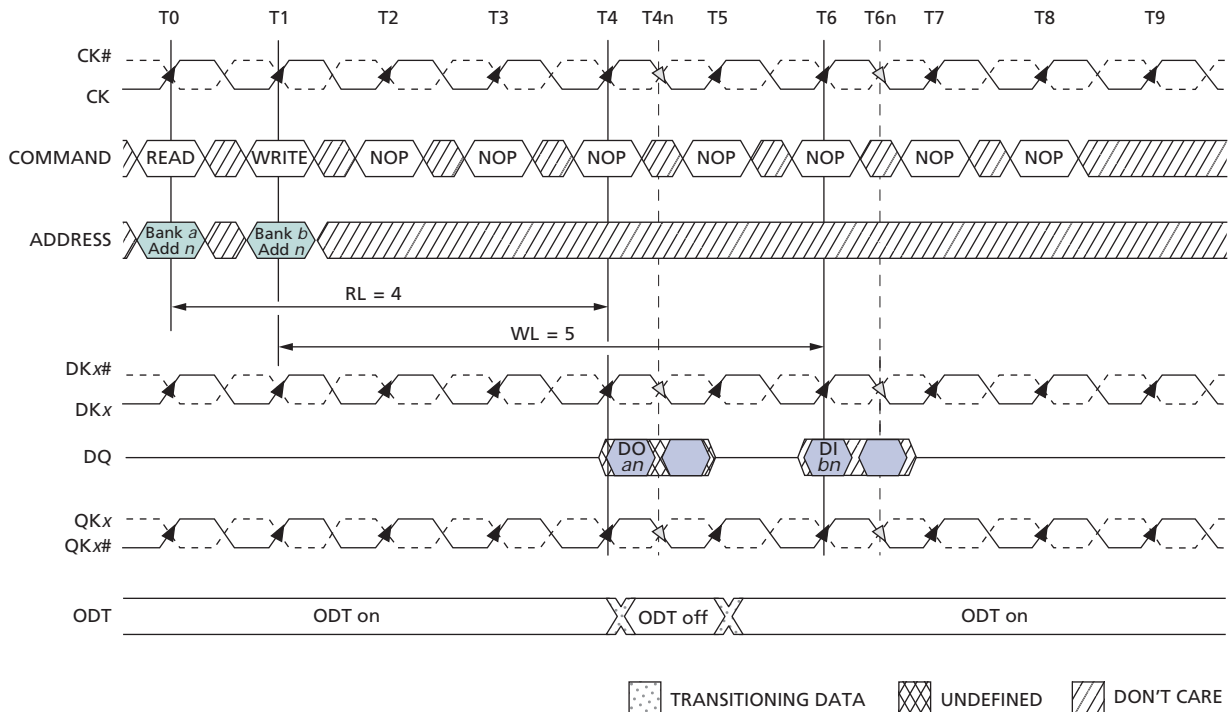 T0 T1 T2 T3 T4 T4n T5 T6 T6n T7 T8 T9
CK#
CK
COMMAND READ WRITE NOP NOP NOP NOP NOP NOP NOP
ADDRESS Bank a Add n Bank b Add n
RL = 4
WL = 5
DKx#
DKx
DQ DO an DI bn
QKx
QKx#
ODT ODT on ODT off ODT on
TRANSITIONING DATA UNDEFINED DON'T CARE